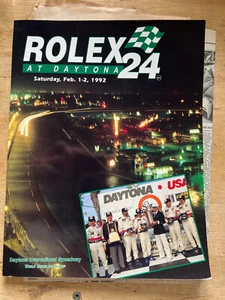 ROLEX
AT DAYTONA
24
Saturday, Feb. 1-2, 1992
DAYTONA USA
Daytona International Speedway